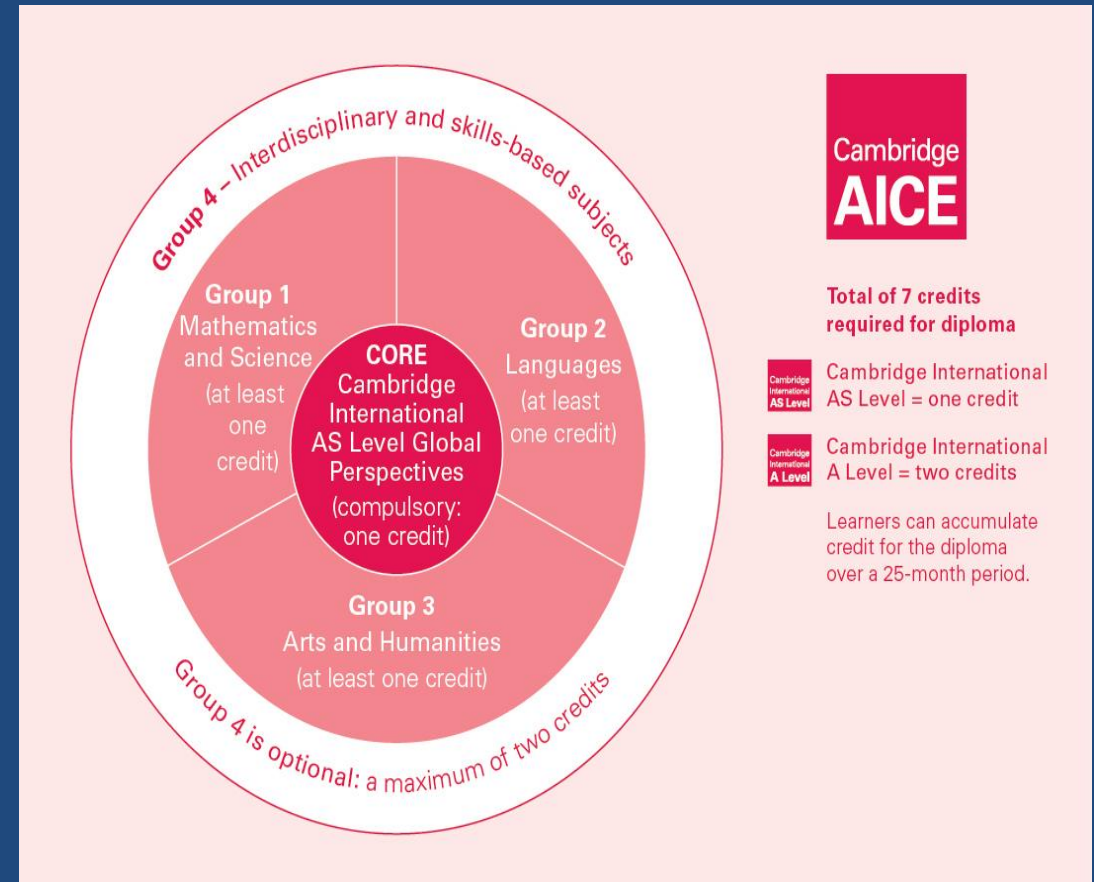 Group 4 – Interdisciplinary and skills-based subjects
Group 1
Mathematics
and Science
(at least
one
credit)
CORE
Cambridge
International
AS Level Global
Perspectives
(compulsory:
one credit)
Group 2
Languages
(at least
one credit)
Group 3
Arts and Humanities
(at least one credit)
Group 4 is optional: a maximum of two credits
Cambridge
AICE
Total of 7 credits
required for diploma
Cambridge
International
AS Level
Cambridge International
AS Level = one credit
Cambridge
International
A Level
Cambridge International
A Level = two credits
Learners can accumulate
credit for the diploma
over a 25-month period.